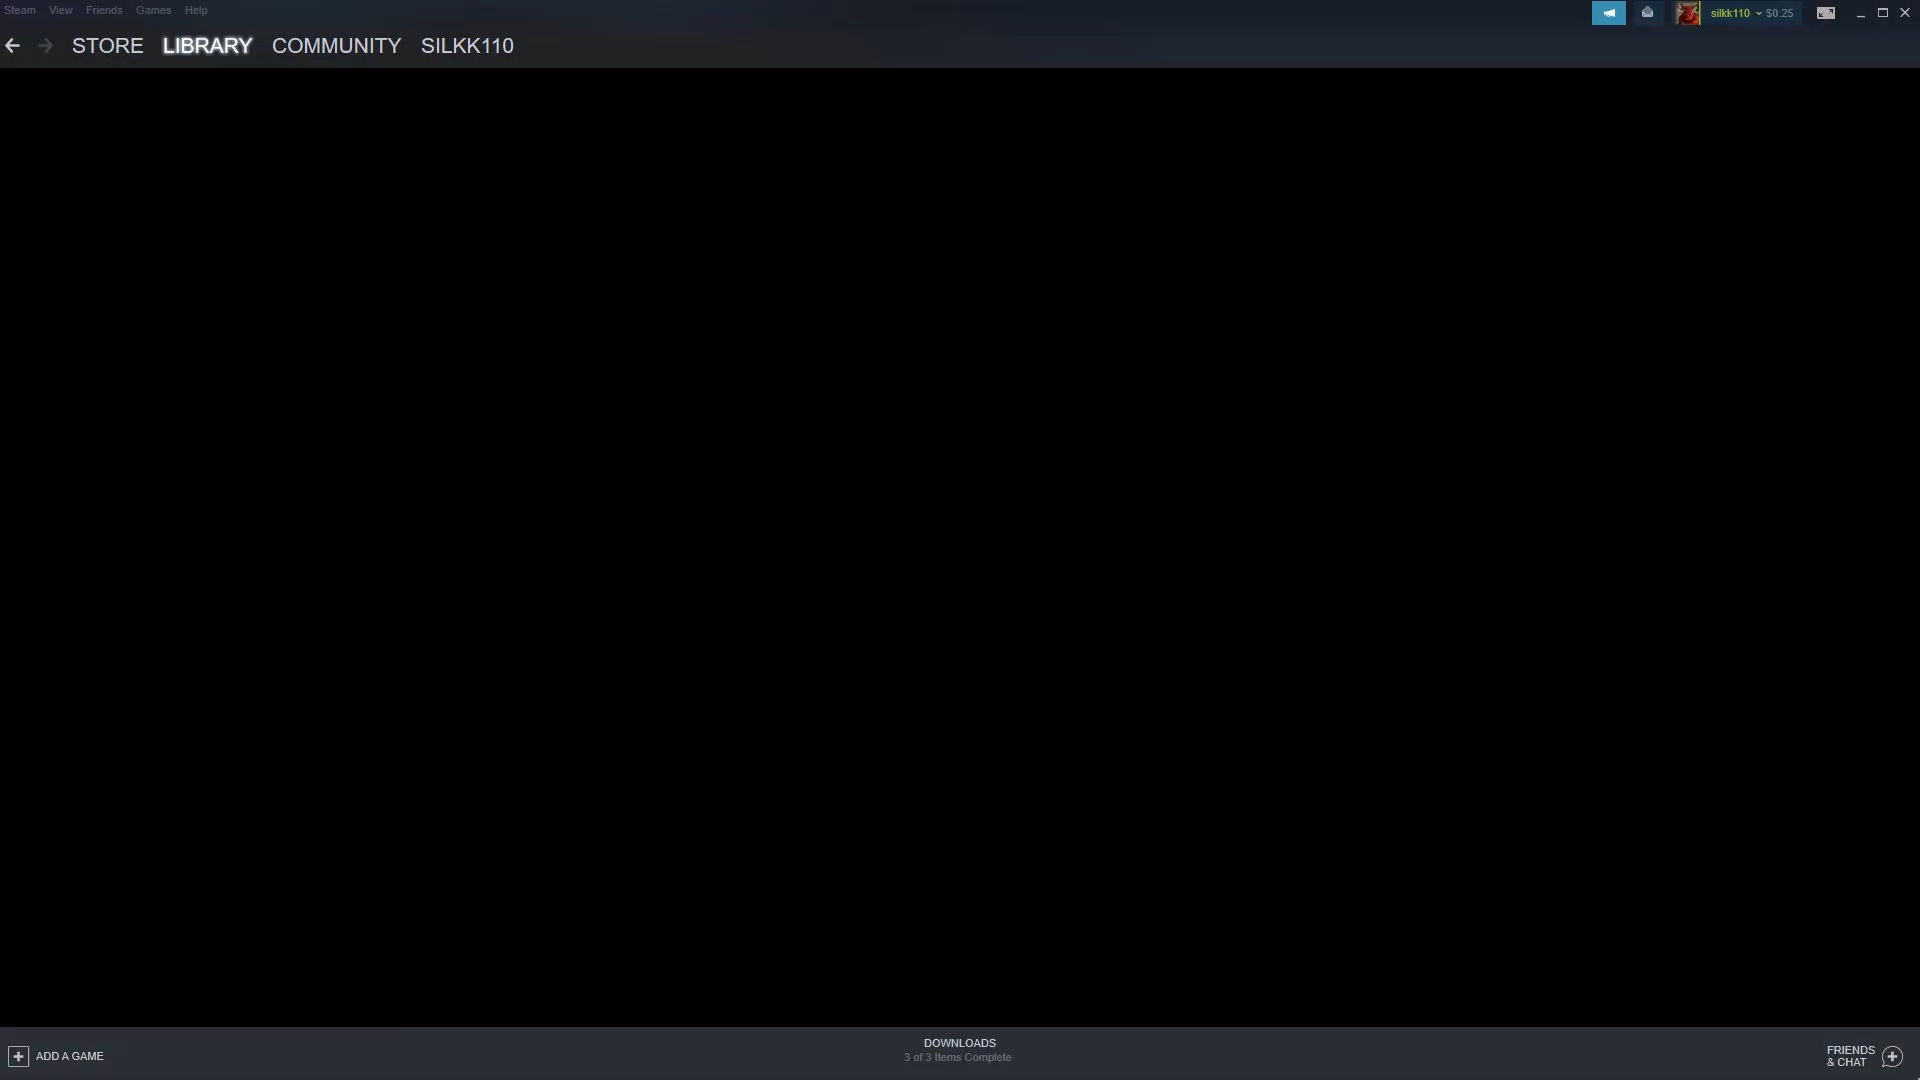 Steam View Friends Games Help
silkk110 $0.25
STORE LIBRARY COMMUNITY SILKK110
ADD A GAME
DOWNLOADS
3 of 3 Items Complete
FRIENDS
& CHAT